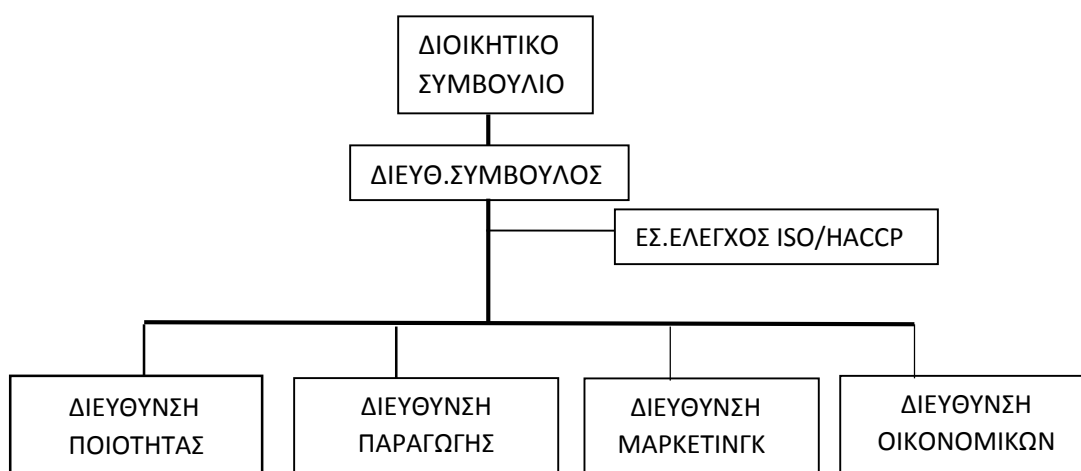 ΔΙΟΙΚΗΤΙΚΟ
ΣΥΜΒΟΥΛΙΟ
ΔΙΕΥΘ.ΣΥΜΒΟΥΛΟΣ
ΕΣ.ΕΛΕΓΧΟΣ ISO/HACCP
ΔΙΕΥΘΥΝΣΗ
ΠΟΙΟΤΗΤΑΣ
ΔΙΕΥΘΥΝΣΗ
ΠΑΡΑΓΩΓΗΣ
ΔΙΕΥΘΥΝΣΗ
ΜΑΡΚΕΤΙΝΓΚ
ΔΙΕΥΘΥΝΣΗ
ΟΙΚΟΝΟΜΙΚΩΝ